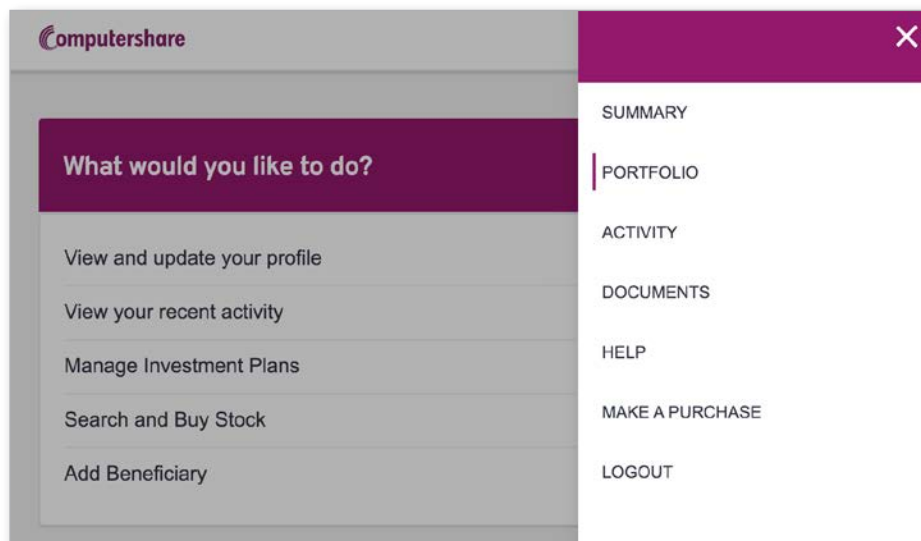 Computershare
What would you like to do?
View and update your profile
View your recent activity
Manage Investment Plans
Search and Buy Stock
Add Beneficiary
SUMMARY
PORTFOLIO
ACTIVITY
DOCUMENTS
HELP
MAKE A PURCHASE
LOGOUT